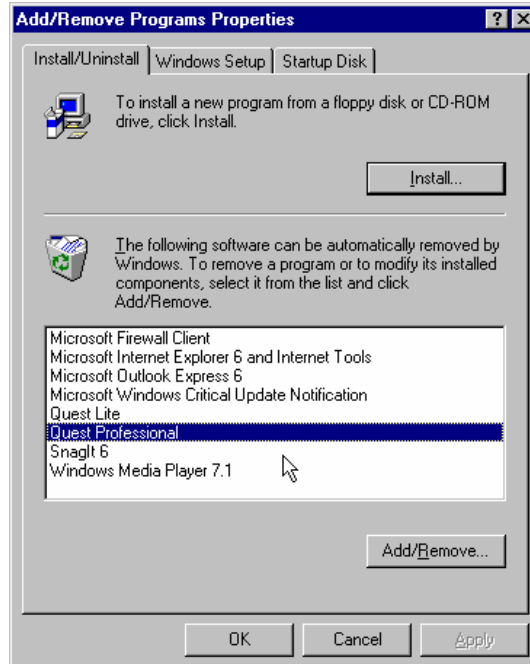 Add/Remove Programs Properties
Install/Uninstall
Windows Setup
Startup Disk
To install a new program from a floppy disk or CD-ROM
drive, click Install.
Install...
The following software can be automatically removed by
Windows. To remove a program or to modify its installed
components, select it from the list and click
Add/Remove.
Microsoft Firewall Client
Microsoft Internet Explorer 6 and Internet Tools
Microsoft Outlook Express 6
Microsoft Windows Critical Update Notification
Quest Lite
Quest Professional
SnagIt 6
Windows Media Player 7.1
Add/Remove...
OK
Cancel
Apply